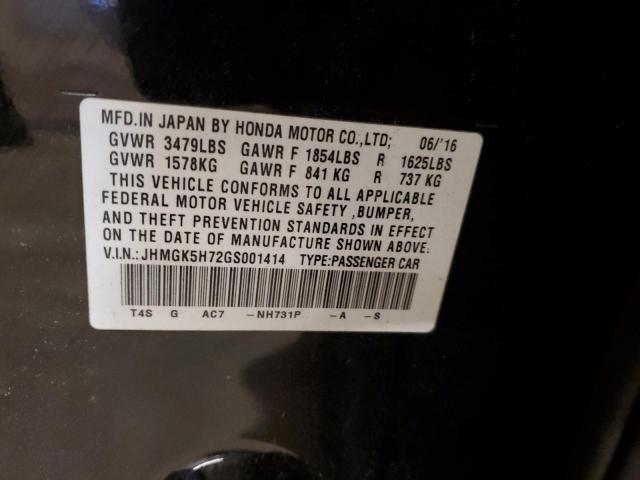 MFD.IN JAPAN BY HONDA MOTOR CO.,LTD; 06/'16
GVWR 3479LBS GAWR F 1854LBS R 1625LBS
GVWR 1578KG GAWR F 841 KG R 737 KG
THIS VEHICLE CONFORMS TO ALL APPLICABLE
FEDERAL MOTOR VEHICLE SAFETY ,BUMPER,
AND THEFT PREVENTION STANDARDS IN EFFECT
ON THE DATE OF MANUFACTURE SHOWN ABOVE.
V.I.N.:JHMGK5H72GS001414 TYPE:PASSENGER CAR
T4S G AC7 -NH731P -A -S